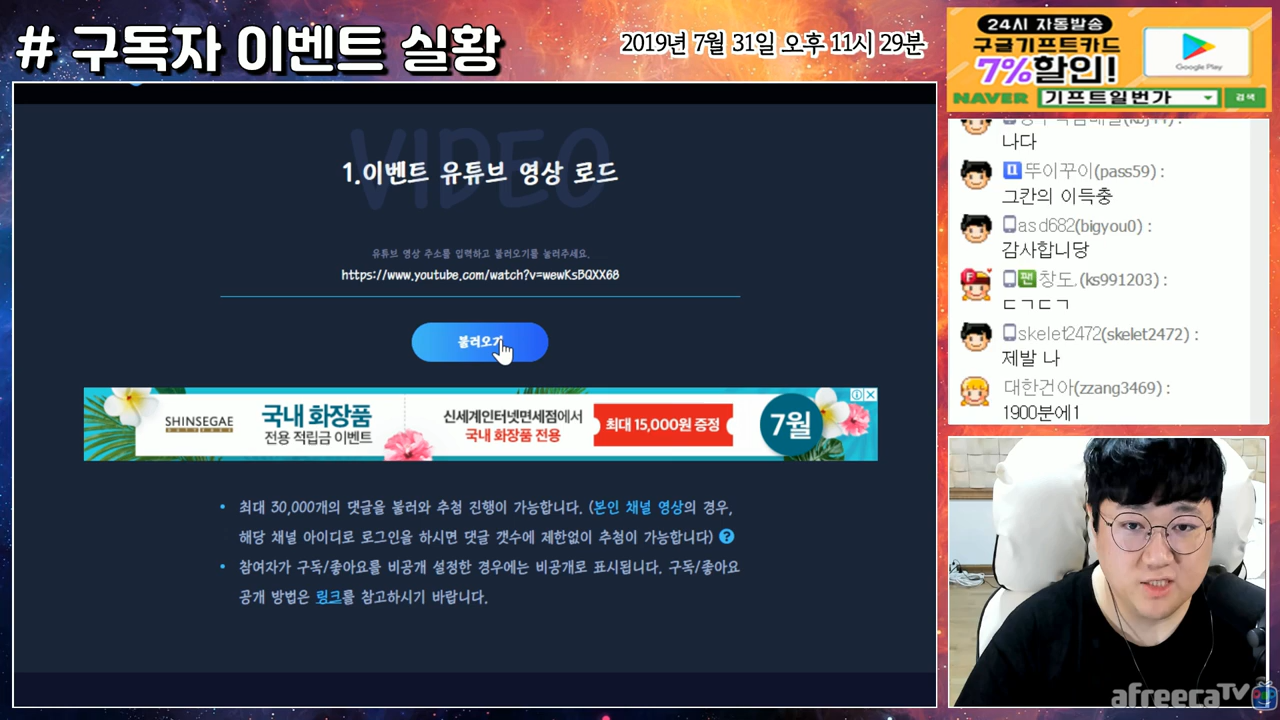 # 구독자 이벤트 실황
2019년 7월 31일 오후 11시 29분
24시 자동발송
구글기프트카드
7%할인!
Google Play
NAVER 기프트일번가 검색
VIDEO
1.이벤트 유튜브 영상 로드
유튜브 영상 주소를 입력하고 불러오기를 눌러주세요.
https://www.youtube.com/watch?v=wewKsBQXX68
불러오기
SHINSEGAE
국내 화장품
전용 적립금 이벤트
신세계인터넷면세점에서
국내 화장품 전용
최대 15,000원 증정
7월
• 최대 30,000개의 댓글을 불러와 추첨 진행이 가능합니다. (본인 채널 영상의 경우,
해당 채널 아이디로 로그인을 하시면 댓글 갯수에 제한없이 추첨이 가능합니다) ?
• 참여자가 구독/좋아요를 비공개 설정한 경우에는 비공개로 표시됩니다. 구독/좋아요
공개 방법은 링크를 참고하시기 바랍니다.
나다
뚜이꾸이(pass59) :
그칸의 이득충
asd682(bigyou0) :
감사합니당
F 팬 창도.(ks991203) :
ㄷㄱㄷㄱ
skelet2472(skelet2472) :
제발 나
대한건아(zzang3469) :
1900분에1
afreecaTV